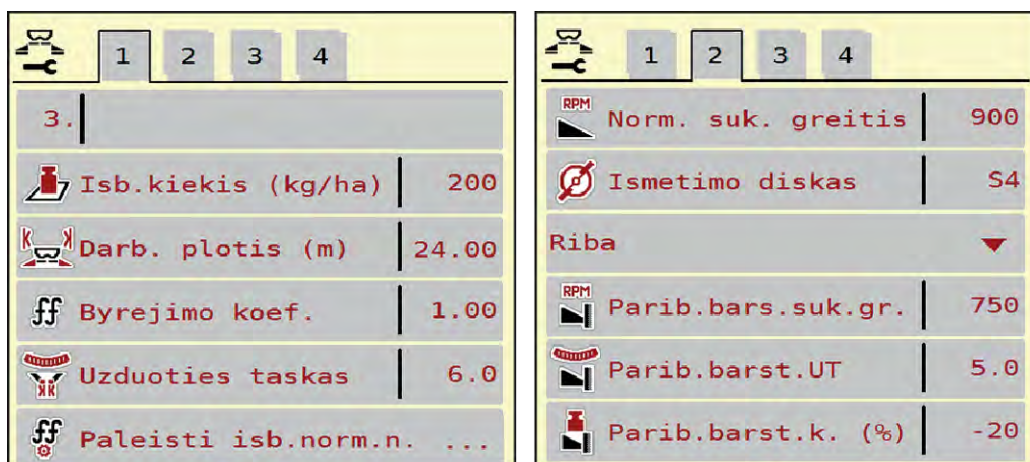 1 2 3 4
3.
Isb.kiekis (kg/ha) 200
Darb. plotis (m) 24.00
Byrejimo koef. 1.00
Uzduoties taskas 6.0
Paleisti isb.norm.n. ...
1 2 3 4
RPM
Norm. suk. greitis 900
Ismetimo diskas S4
Riba
RPM
Parib.bars.suk.gr. 750
Parib.barst.UT 5.0
Parib.barst.k. (%) -20